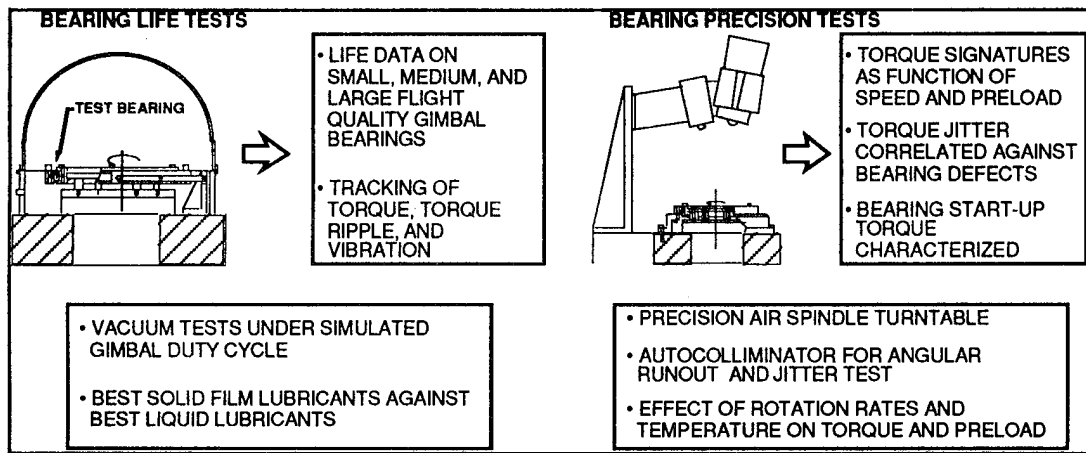 BEARING LIFE TESTS
TEST BEARING
• LIFE DATA ON
SMALL, MEDIUM, AND
LARGE FLIGHT
QUALITY GIMBAL
BEARINGS
• TRACKING OF
TORQUE, TORQUE
RIPPLE, AND
VIBRATION
• VACUUM TESTS UNDER SIMULATED
GIMBAL DUTY CYCLE
• BEST SOLID FILM LUBRICANTS AGAINST
BEST LIQUID LUBRICANTS
BEARING PRECISION TESTS
• TORQUE SIGNATURES
AS FUNCTION OF
SPEED AND PRELOAD
• TORQUE JITTER
CORRELATED AGAINST
BEARING DEFECTS
• BEARING START-UP
TORQUE
CHARACTERIZED
• PRECISION AIR SPINDLE TURNTABLE
• AUTOCOLLIMINATOR FOR ANGULAR
RUNOUT AND JITTER TEST
• EFFECT OF ROTATION RATES AND
TEMPERATURE ON TORQUE AND PRELOAD